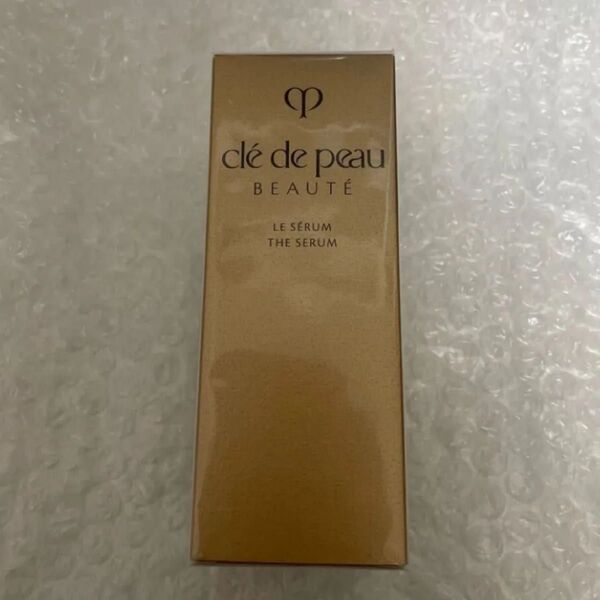 clé de peau
BEAUTÉ
LE SÉRUM
THE SERUM